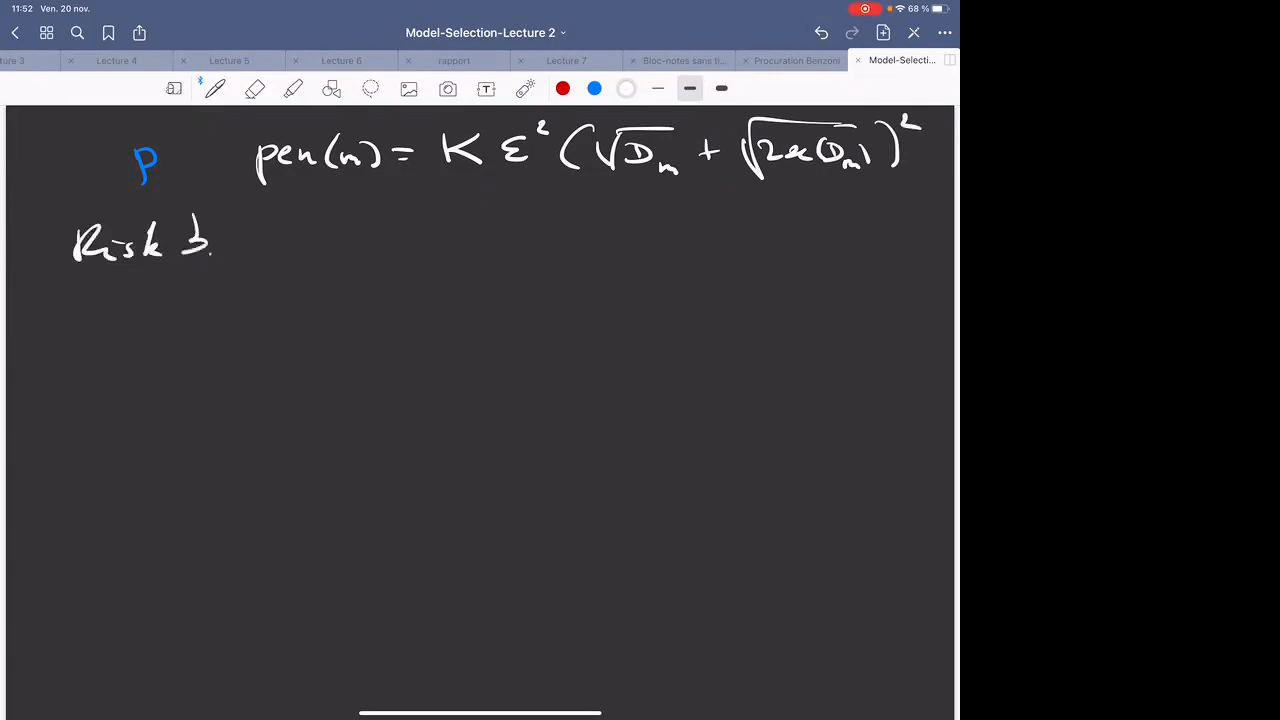 11:52 Ven. 20 nov. 68 %
Model-Selection-Lecture 2
ture 3 Lecture 4 Lecture 5 Lecture 6 rapport Lecture 7 Bloc-notes sans ti... Procuration Benzoni Model-Selecti...
P pen(m) = K ε² (√D_m + √2x(D_m))²
Risk b